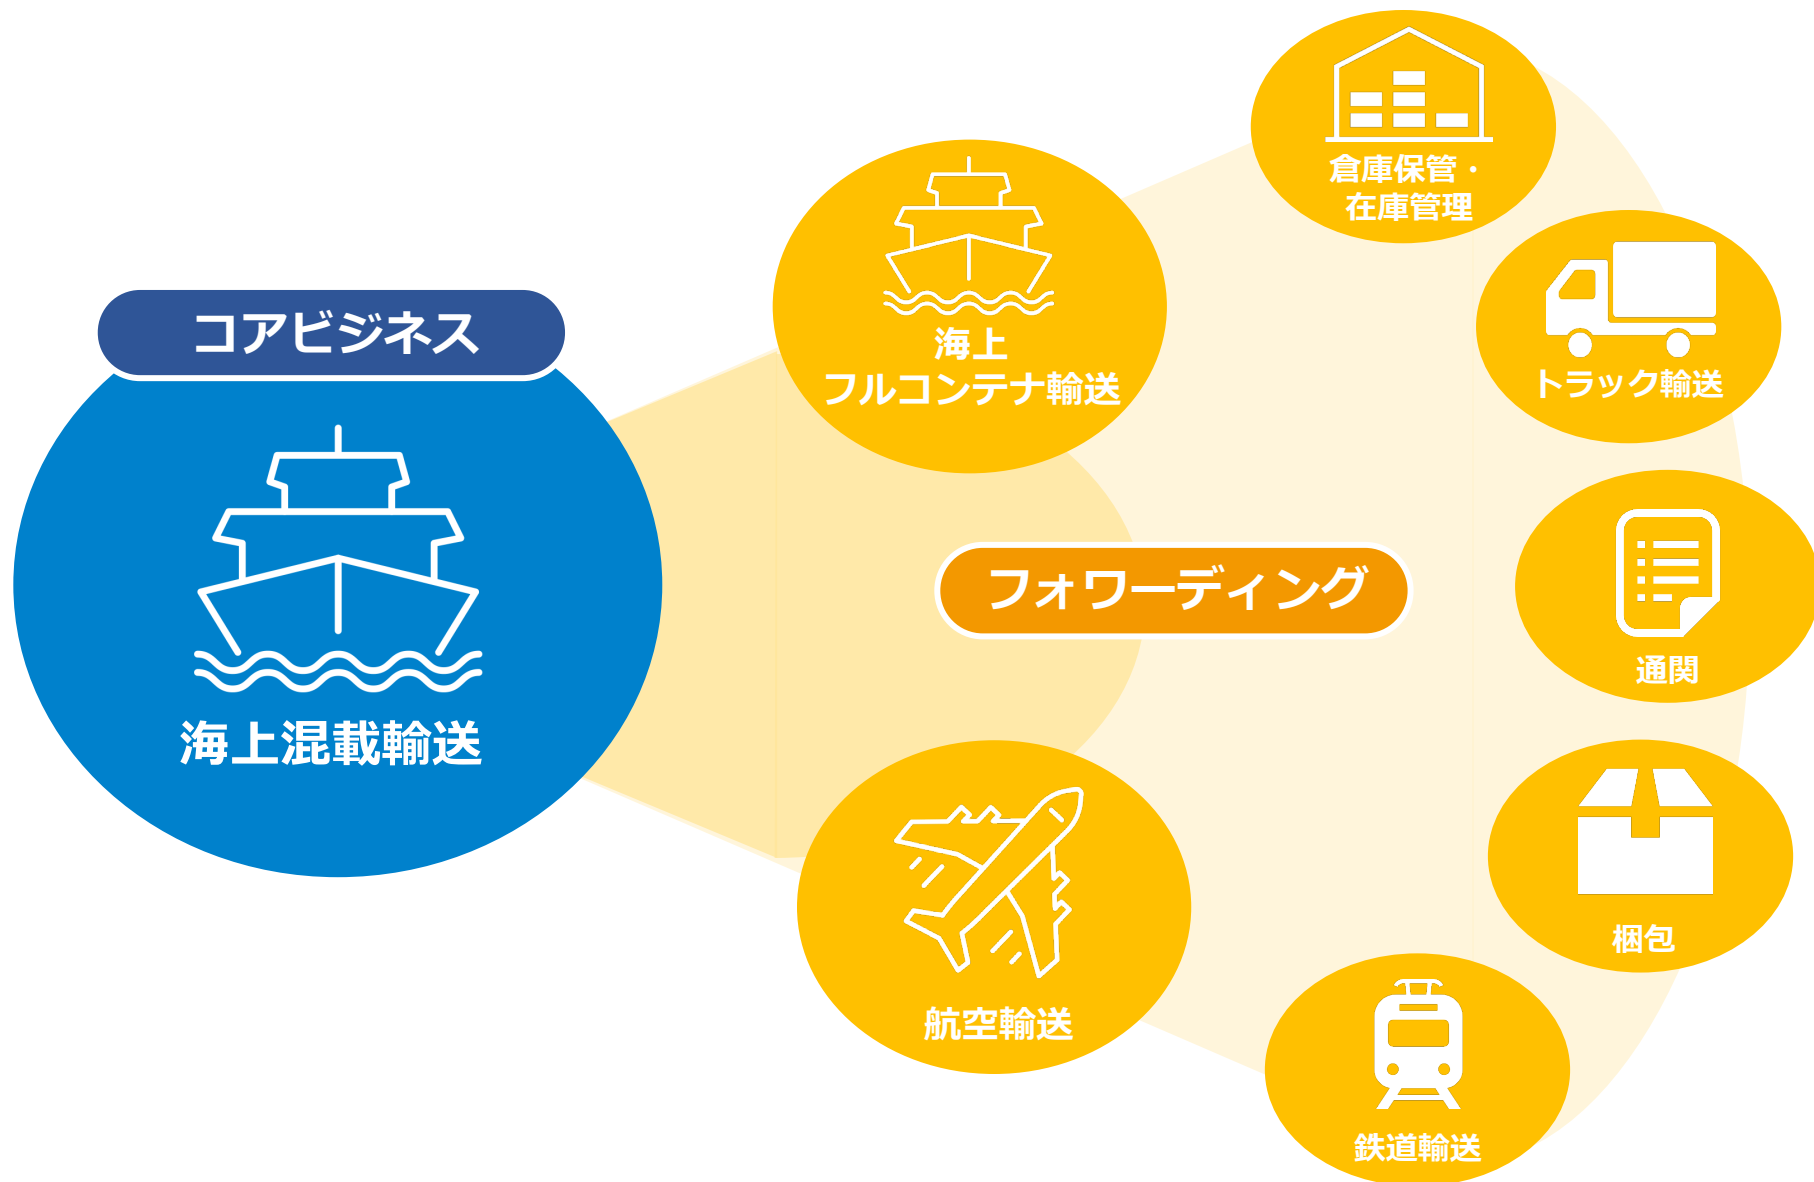 コアビジネス
海上混載輸送
海上
フルコンテナ輸送
フォワーディング
航空輸送
倉庫保管・
在庫管理
トラック輸送
通関
梱包
鉄道輸送